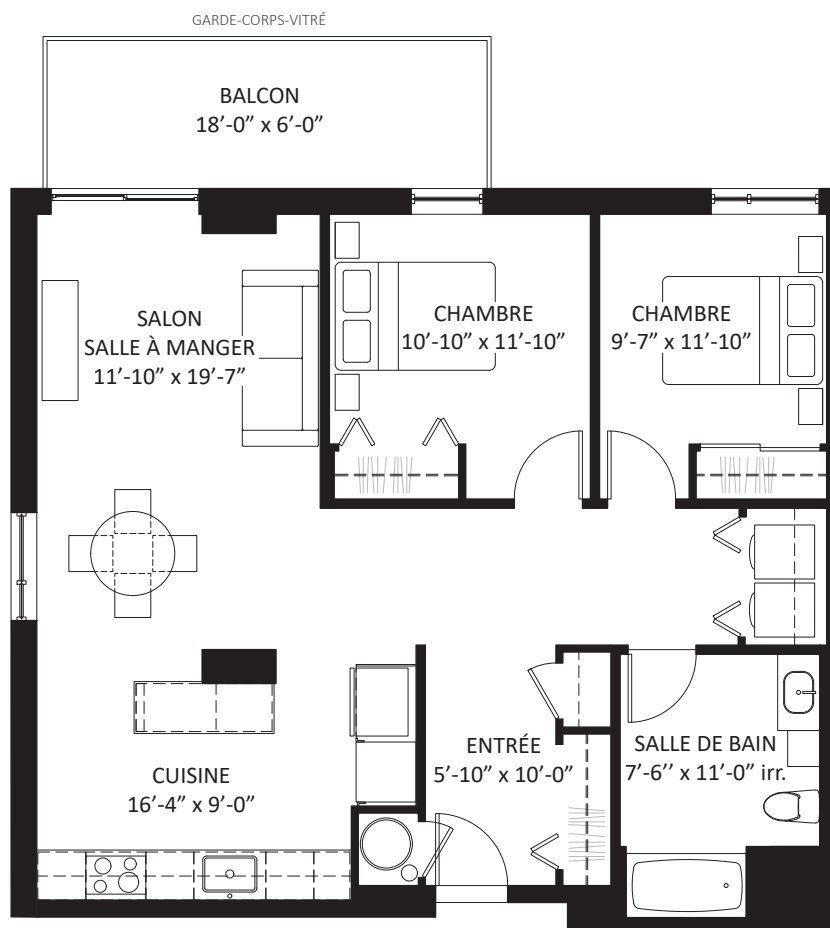 GARDE-CORPS-VITRÉ
BALCON
18’-0” x 6’-0”
SALON
SALLE À MANGER
11’-10” x 19’-7”
CHAMBRE
10’-10” x 11’-10”
CHAMBRE
9’-7” x 11’-10”
CUISINE
16’-4” x 9’-0”
ENTRÉE
5’-10” x 10’-0”
SALLE DE BAIN
7’-6’’ x 11’-0” irr.